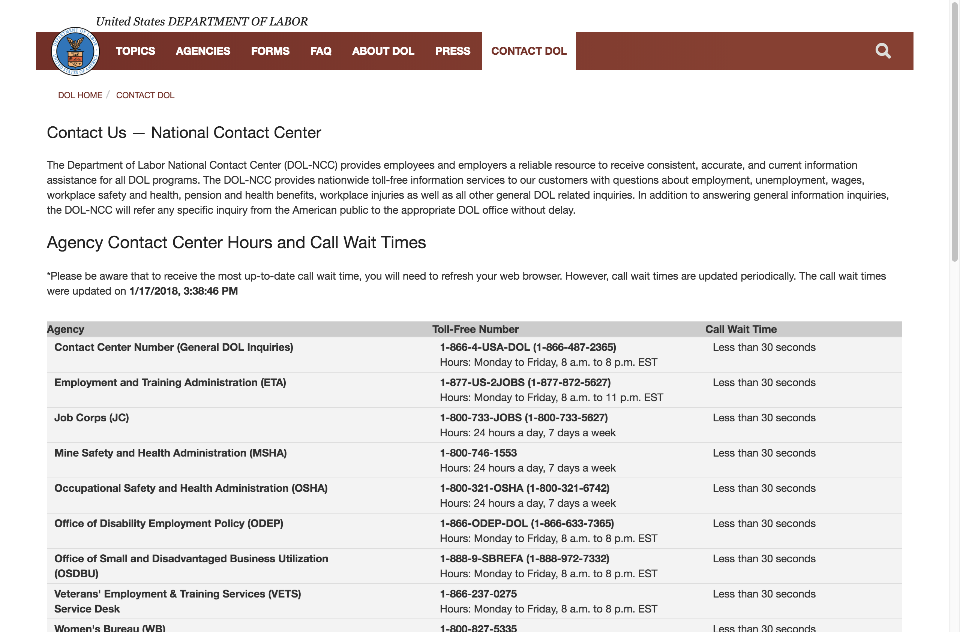 United States DEPARTMENT OF LABOR
TOPICS AGENCIES FORMS FAQ ABOUT DOL PRESS CONTACT DOL
DOL HOME / CONTACT DOL
Contact Us — National Contact Center
The Department of Labor National Contact Center (DOL-NCC) provides employees and employers a reliable resource to receive consistent, accurate, and current information
assistance for all DOL programs. The DOL-NCC provides nationwide toll-free information services to our customers with questions about employment, unemployment, wages,
workplace safety and health, pension and health benefits, workplace injuries as well as all other general DOL related inquiries. In addition to answering general information inquiries,
the DOL-NCC will refer any specific inquiry from the American public to the appropriate DOL office without delay.
Agency Contact Center Hours and Call Wait Times
*Please be aware that to receive the most up-to-date call wait time, you will need to refresh your web browser. However, call wait times are updated periodically. The call wait times
were updated on 1/17/2018, 3:38:46 PM
Agency Toll-Free Number Call Wait Time
Contact Center Number (General DOL Inquiries) 1-866-4-USA-DOL (1-866-487-2365) Less than 30 seconds
Hours: Monday to Friday, 8 a.m. to 8 p.m. EST
Employment and Training Administration (ETA) 1-877-US-2JOBS (1-877-872-5627) Less than 30 seconds
Hours: Monday to Friday, 8 a.m. to 11 p.m. EST
Job Corps (JC) 1-800-733-JOBS (1-800-733-5627) Less than 30 seconds
Hours: 24 hours a day, 7 days a week
Mine Safety and Health Administration (MSHA) 1-800-746-1553 Less than 30 seconds
Hours: 24 hours a day, 7 days a week
Occupational Safety and Health Administration (OSHA) 1-800-321-OSHA (1-800-321-6742) Less than 30 seconds
Hours: 24 hours a day, 7 days a week
Office of Disability Employment Policy (ODEP) 1-866-ODEP-DOL (1-866-633-7365) Less than 30 seconds
Hours: Monday to Friday, 8 a.m. to 8 p.m. EST
Office of Small and Disadvantaged Business Utilization 1-888-9-SBREFA (1-888-972-7332) Less than 30 seconds
(OSDBU) Hours: Monday to Friday, 8 a.m. to 8 p.m. EST
Veterans' Employment & Training Services (VETS) 1-866-237-0275 Less than 30 seconds
Service Desk Hours: Monday to Friday, 8 a.m. to 8 p.m. EST
Women's Bureau (WB) 1-800-827-5335 Less than 30 seconds